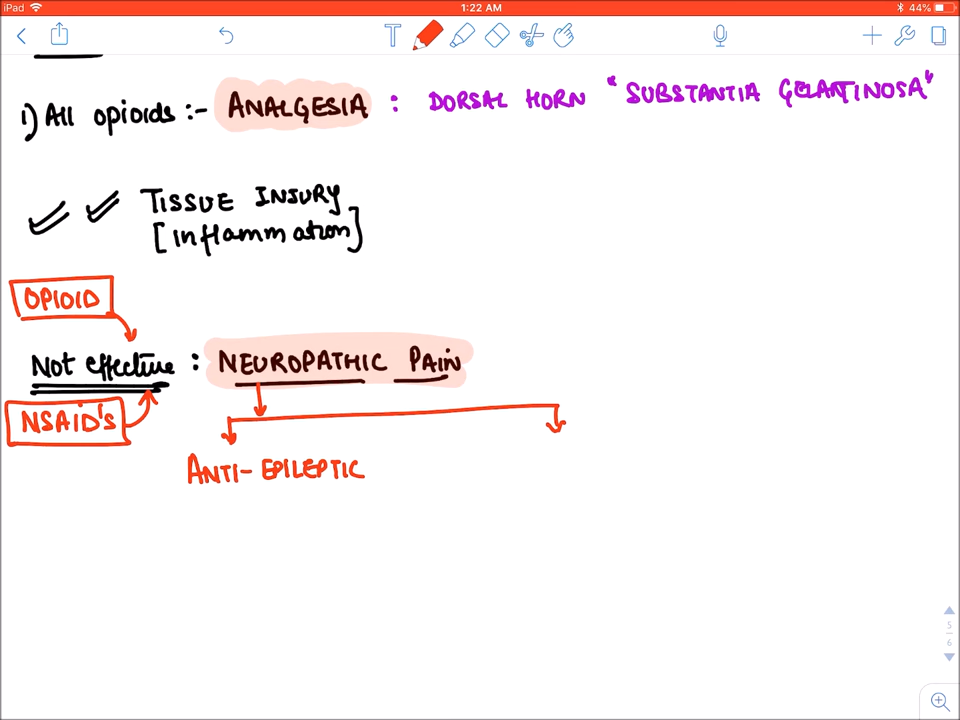 iPad 1:22 AM 44%
T
1) All opioids :- ANALGESIA : DORSAL HORN "SUBSTANTIA GELANTINOSA"
TISSUE INJURY
[Inflammation]
OPIOID
Not effective : NEUROPATHIC PAIN
NSAID'S
ANTI-EPILEPTIC
5
6